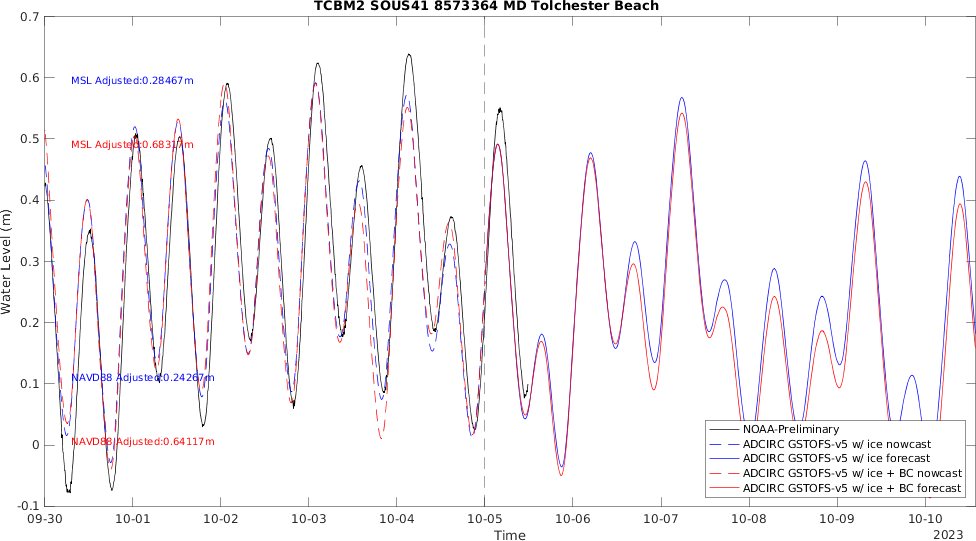 TCBM2 SOUS41 8573364 MD Tolchester Beach
Water Level (m)
0.7
0.6
0.5
0.4
0.3
0.2
0.1
0
-0.1
MSL Adjusted:0.28467m
MSL Adjusted:0.68317m
NAVD88 Adjusted:0.24267m
NAVD88 Adjusted:0.64117m
NOAA-Preliminary
ADCIRC GSTOFS-v5 w/ ice nowcast
ADCIRC GSTOFS-v5 w/ ice forecast
ADCIRC GSTOFS-v5 w/ ice + BC nowcast
ADCIRC GSTOFS-v5 w/ ice + BC forecast
09-30 10-01 10-02 10-03 10-04 10-05 10-06 10-07 10-08 10-09 10-10
Time
2023